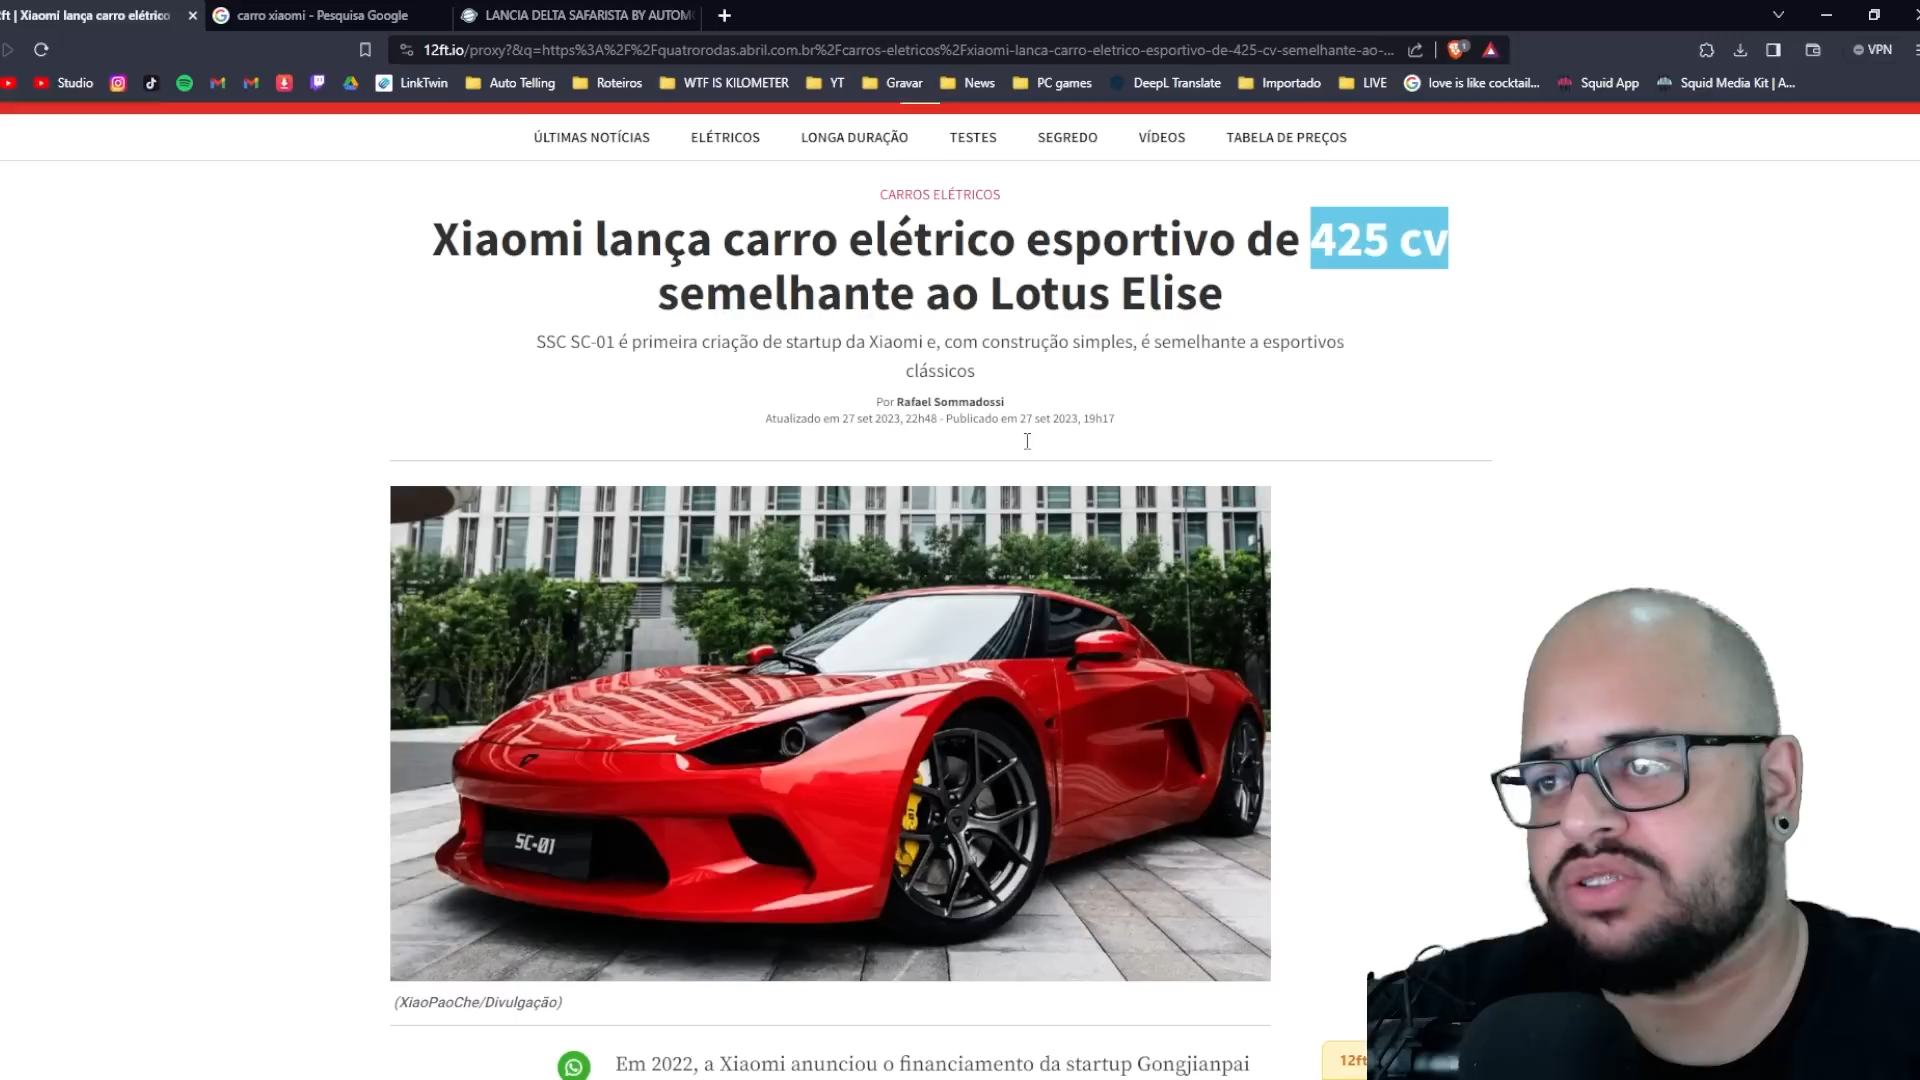 ft | Xiaomi lança carro elétrico
carro xiaomi - Pesquisa Google
LANCIA DELTA SAFARISTA BY AUTOM
12ft.io/proxy?&q=https%3A%2F%2Fquatrorodas.abril.com.br%2Fcarros-eletricos%2Fxiaomi-lanca-carro-eletrico-esportivo-de-425-cv-semelhante-ao-...
1
VPN
Studio
LinkTwin
Auto Telling
Roteiros
WTF IS KILOMETER
YT
Gravar
News
PC games
DeepL Translate
Importado
LIVE
love is like cocktail...
Squid App
Squid Media Kit | A...
ÚLTIMAS NOTÍCIAS
ELÉTRICOS
LONGA DURAÇÃO
TESTES
SEGREDO
VÍDEOS
TABELA DE PREÇOS
CARROS ELÉTRICOS
Xiaomi lança carro elétrico esportivo de 425 cv
semelhante ao Lotus Elise
SSC SC-01 é primeira criação de startup da Xiaomi e, com construção simples, é semelhante a esportivos
clássicos
Por Rafael Sommadossi
Atualizado em 27 set 2023, 22h48 - Publicado em 27 set 2023, 19h17
SC-01
(XiaoPaoChe/Divulgação)
Em 2022, a Xiaomi anunciou o financiamento da startup Gongjianpai
12ft